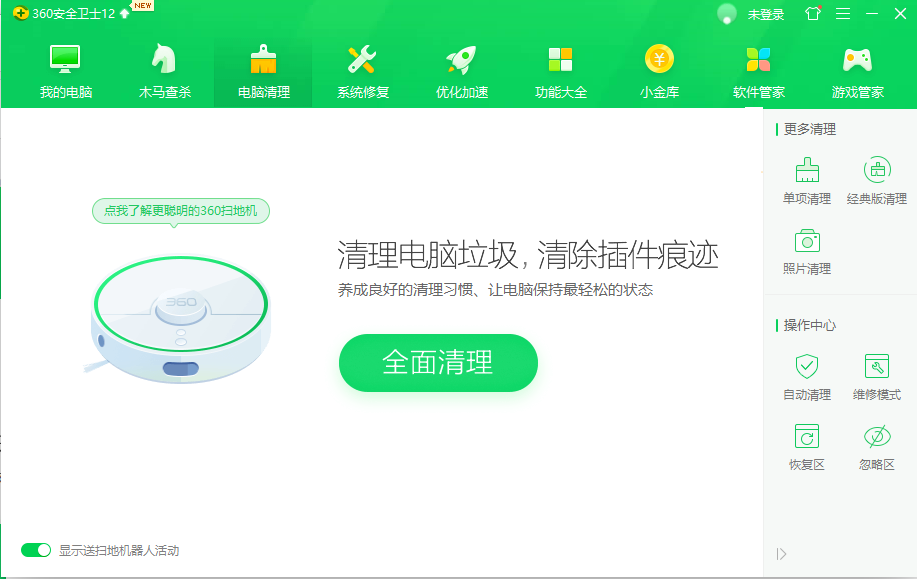 360安全卫士12
NEW
未登录
我的电脑
木马查杀
电脑清理
系统修复
优化加速
功能大全
小金库
软件管家
游戏管家
点我了解更聪明的360扫地机
360
清理电脑垃圾,清除插件痕迹
养成良好的清理习惯、让电脑保持最轻松的状态
全面清理
显示送扫地机器人活动
更多清理
单项清理
经典版清理
照片清理
操作中心
自动清理
维修模式
恢复区
忽略区